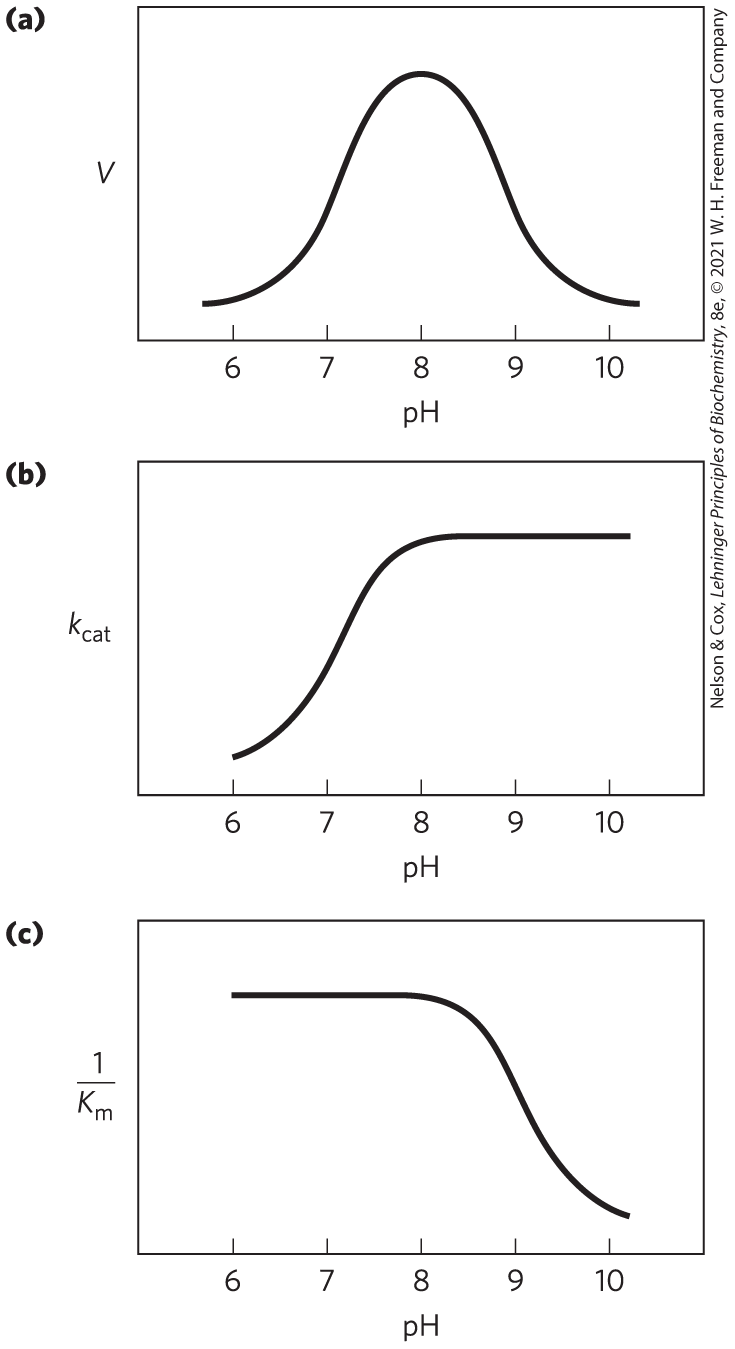 (a)
V
6 7 8 9 10
pH
(b)
kcat
6 7 8 9 10
pH
(c)
1
Km
6 7 8 9 10
pH
Nelson & Cox, Lehninger Principles of Biochemistry, 8e, © 2021 W. H. Freeman and Company